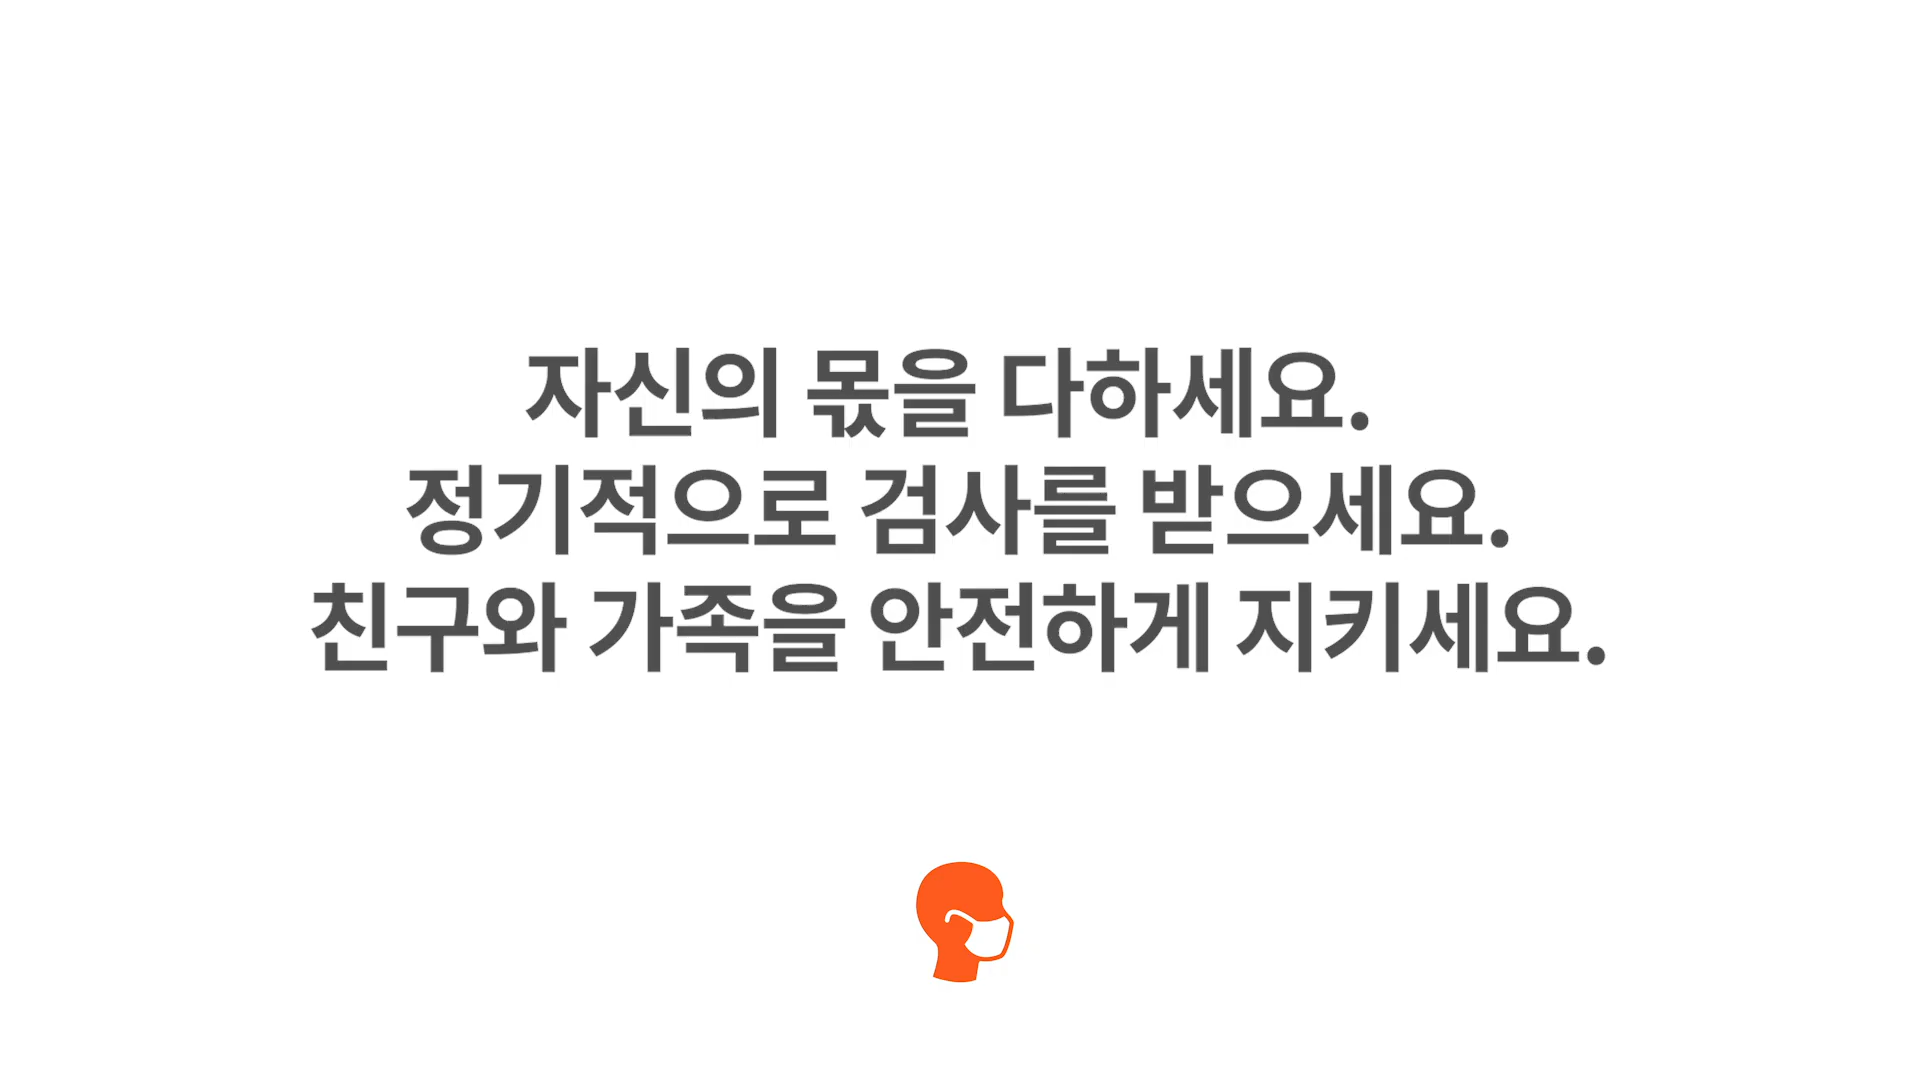 자신의 몫을 다하세요.
정기적으로 검사를 받으세요.
친구와 가족을 안전하게 지키세요.